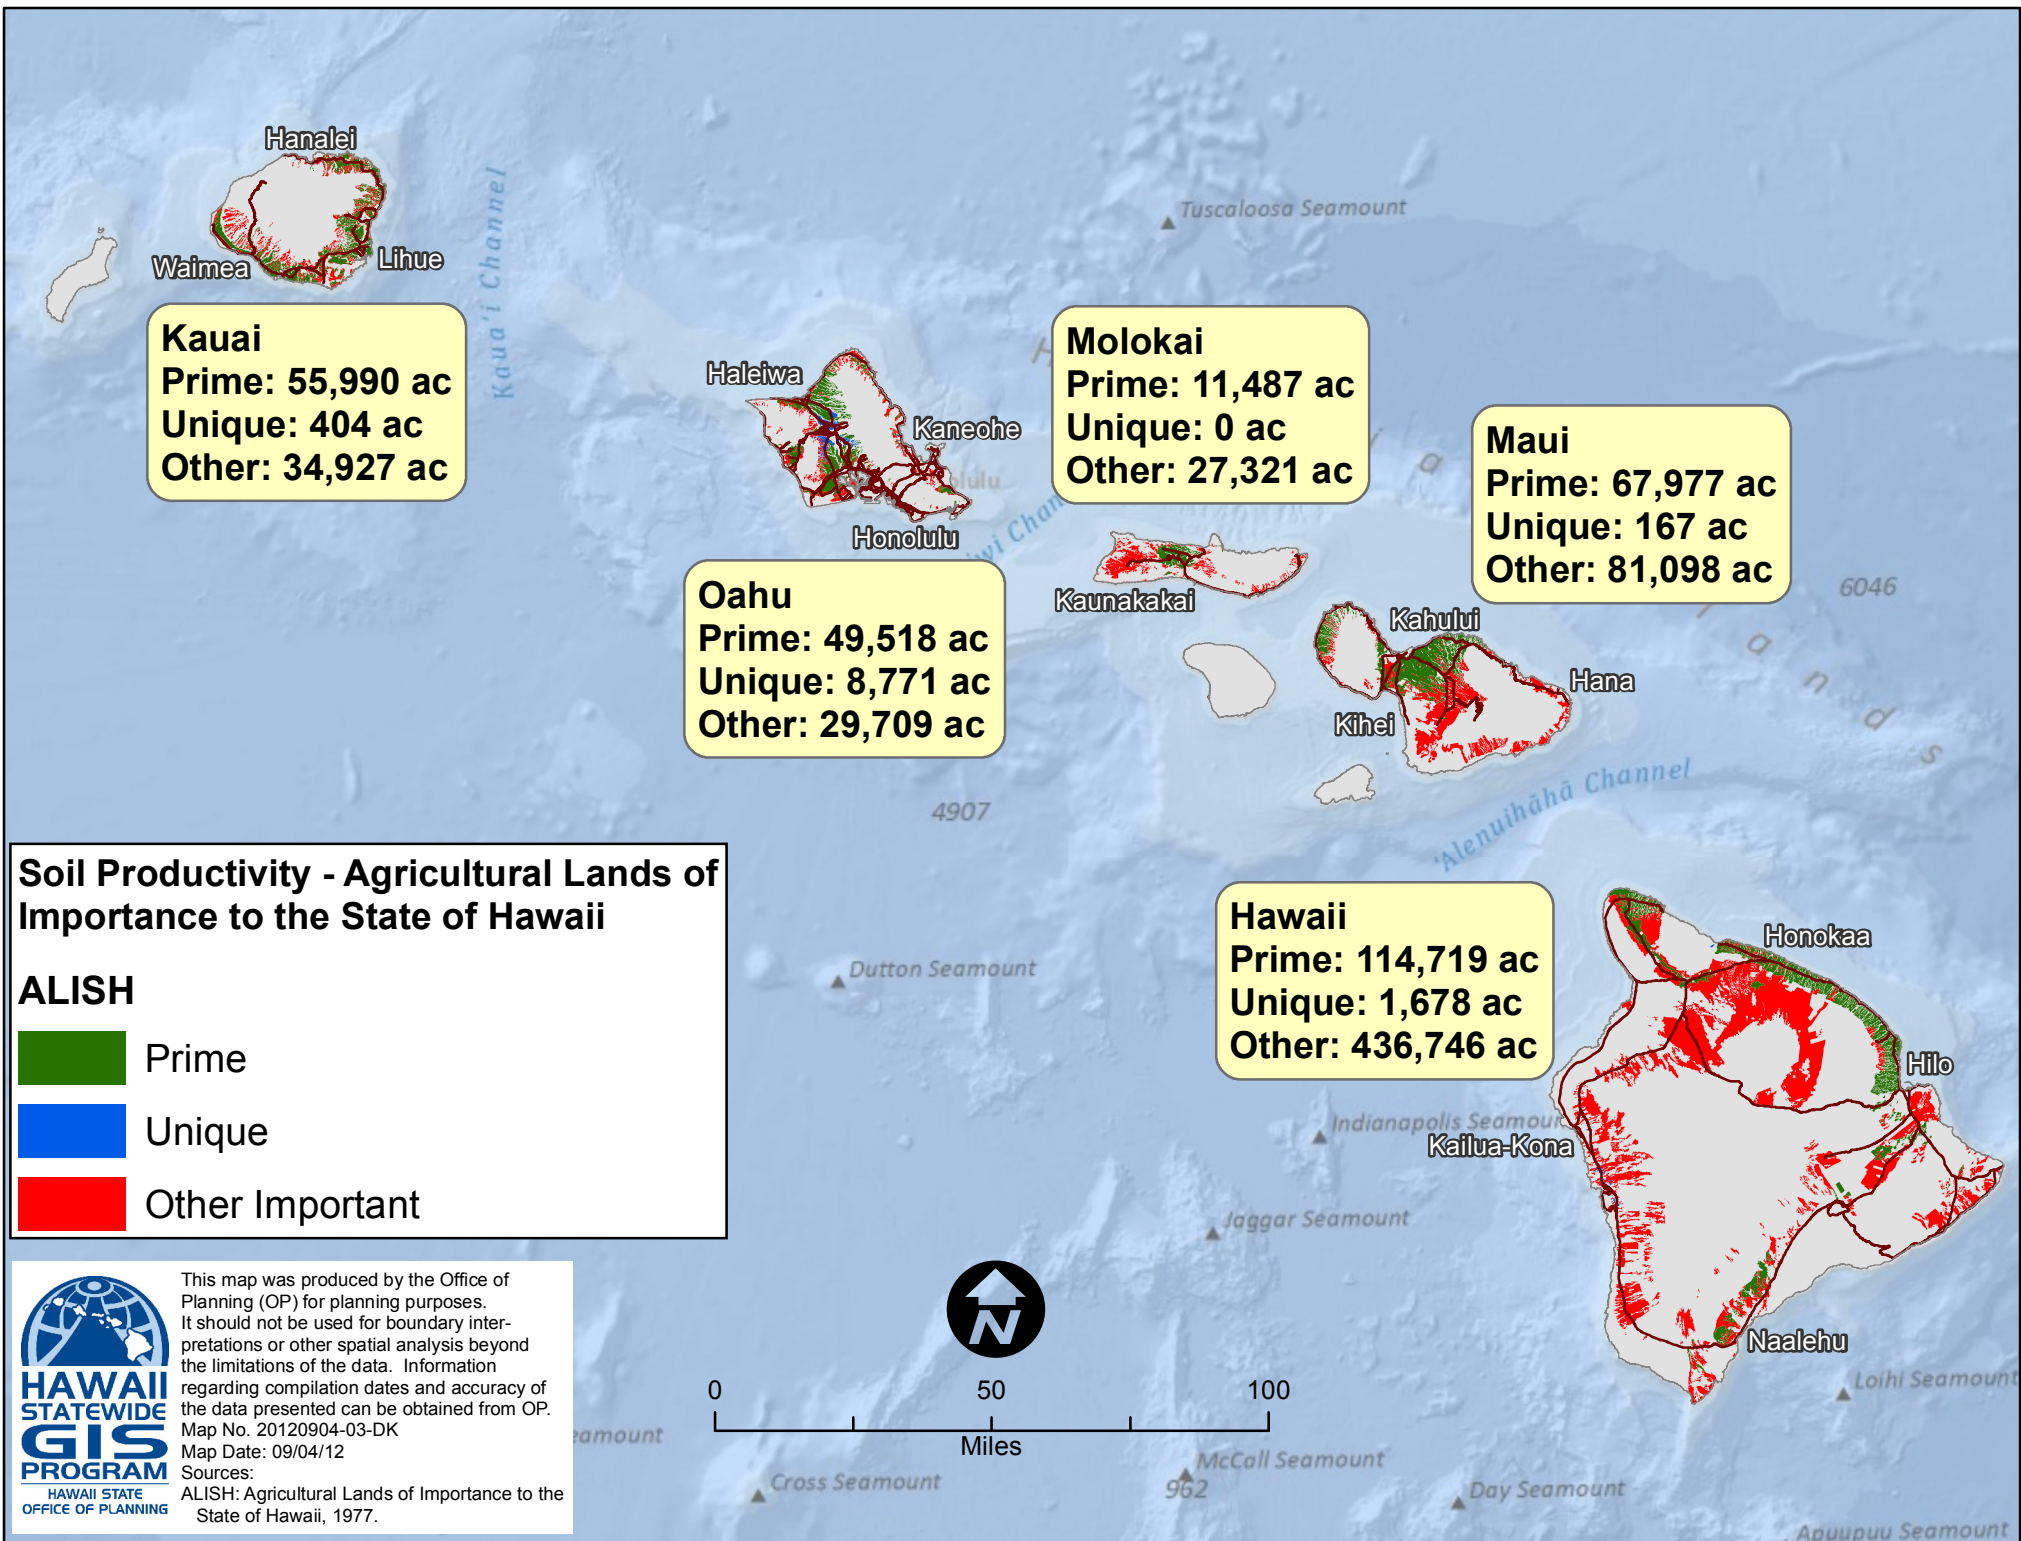 Hanalei
Waimea
Lihue
Kaua'i Channel
Tuscaloosa Seamount
Kauai
Prime: 55,990 ac
Unique: 404 ac
Other: 34,927 ac
Haleiwa
Kaneohe
Honolulu
Molokai
Prime: 11,487 ac
Unique: 0 ac
Other: 27,321 ac
Maui
Prime: 67,977 ac
Unique: 167 ac
Other: 81,098 ac
6046
Oahu
Prime: 49,518 ac
Unique: 8,771 ac
Other: 29,709 ac
Kaunakakai
Kahului
Hana
Kihei
4907
'Alenuihāhā Channel
Soil Productivity - Agricultural Lands of
Importance to the State of Hawaii
ALISH
Prime
Unique
Other Important
Hawaii
Prime: 114,719 ac
Unique: 1,678 ac
Other: 436,746 ac
Honokaa
Hilo
Kailua-Kona
Naalehu
Dutton Seamount
Indianapolis Seamoun
Jaggar Seamount
Loihi Seamount
McCall Seamount
962
Cross Seamount
Day Seamount
Apuupuu Seamount
eamount
N
0 50 100
Miles
HAWAII
STATEWIDE
GIS
PROGRAM
HAWAII STATE
OFFICE OF PLANNING
This map was produced by the Office of
Planning (OP) for planning purposes.
It should not be used for boundary inter-
pretations or other spatial analysis beyond
the limitations of the data. Information
regarding compilation dates and accuracy of
the data presented can be obtained from OP.
Map No. 20120904-03-DK
Map Date: 09/04/12
Sources:
ALISH: Agricultural Lands of Importance to the
State of Hawaii, 1977.